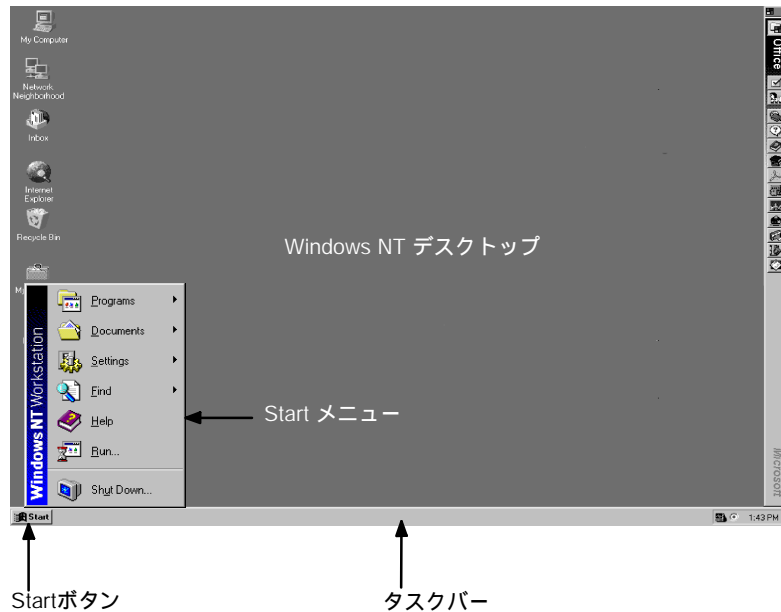 My Computer
Network
Neighborhood
Inbox
Internet
Explorer
Recycle Bin
Office
Windows NT デスクトップ
Programs
Documents
Settings
Find
Help
Run...
Shut Down...
Windows NT Workstation
Start メニュー
Microsoft
Start
1:43 PM
Startボタン
タスクバー